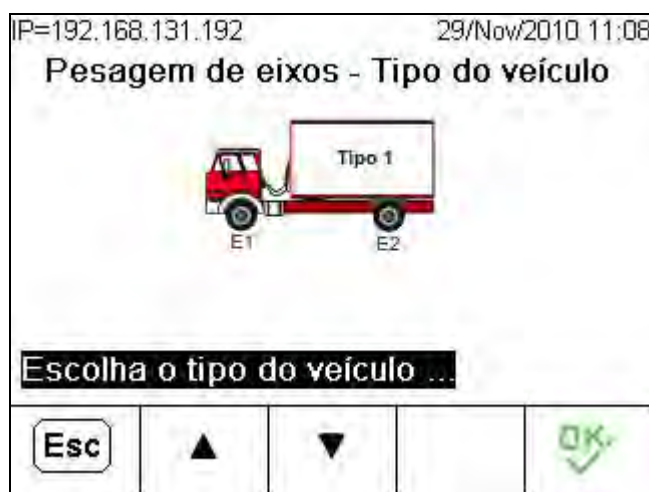 IP=192.168.131.192 29/Nov/2010 11:08
Pesagem de eixos - Tipo do veículo
Tipo 1
E1 E2
Escolha o tipo do veículo ...
Esc ▲ ▼ OK